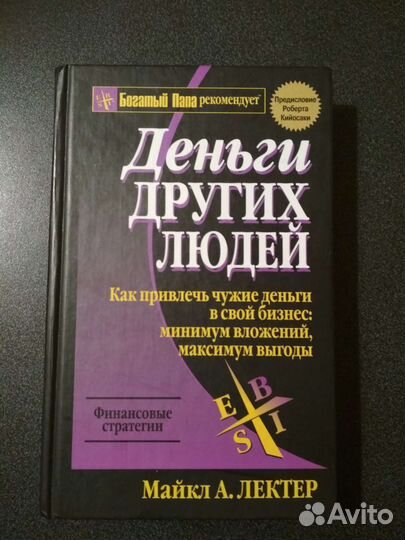 Богатый Папа рекомендует
Предисловие
Роберта
Кийосаки
Деньги
ДРУГИХ
ЛЮДЕЙ
Как привлечь чужие деньги
в свой бизнес:
минимум вложений,
максимум выгоды
Финансовые
стратегии
E B
S I
Майкл А. ЛЕКТЕР
Avito